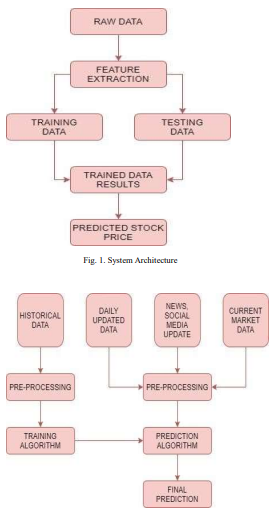 RAW DATA
FEATURE
EXTRACTION
TRAINING
DATA
TESTING
DATA
TRAINED DATA
RESULTS
PREDICTED STOCK
PRICE
Fig. 1. System Architecture
HISTORICAL
DATA
DAILY
UPDATED
DATA
NEWS,
SOCIAL
MEDIA
UPDATE
CURRENT
MARKET
DATA
PRE-PROCESSING
PRE-PROCESSING
TRAINING
ALGORITHM
PREDICTION
ALGORITHM
FINAL
PREDICTION